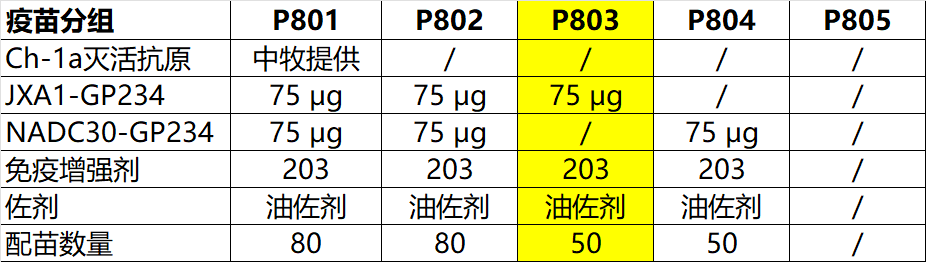 疫苗分组 P801 P802 P803 P804 P805
Ch-1a灭活抗原 中牧提供 / / / /
JXA1-GP234 75 μg 75 μg 75 μg / /
NADC30-GP234 75 μg 75 μg / 75 μg /
免疫增强剂 203 203 203 203 /
佐剂 油佐剂 油佐剂 油佐剂 油佐剂 /
配苗数量 80 80 50 50 /